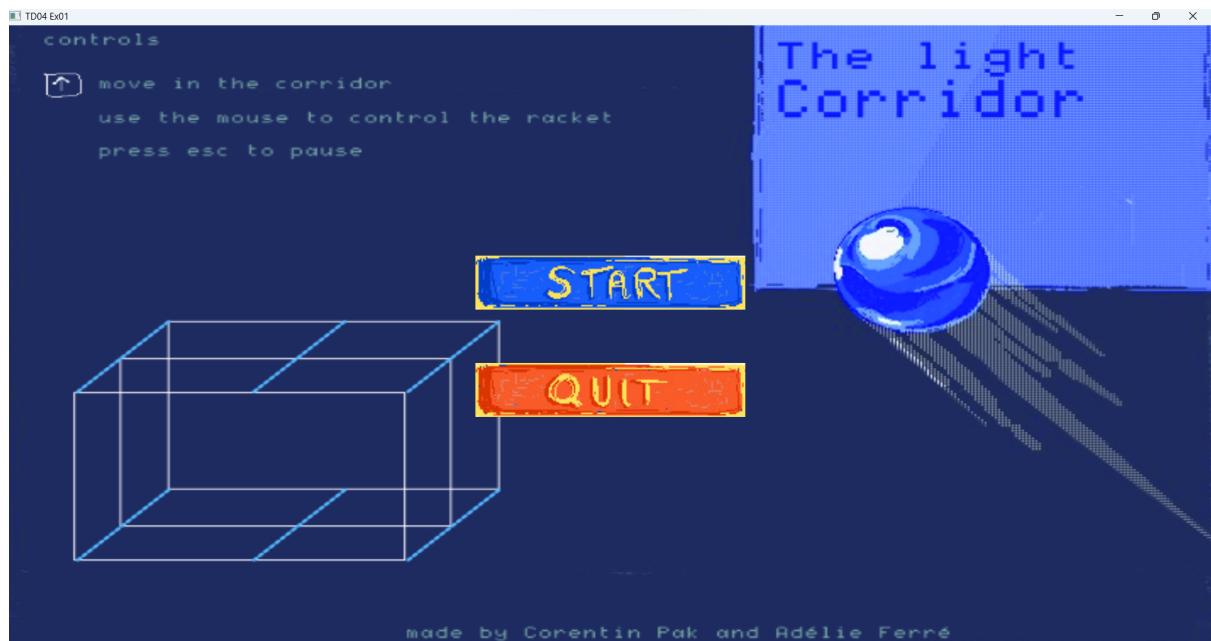 TD04 Ex01
controls
↑ move in the corridor
use the mouse to control the racket
press esc to pause
The light
Corridor
START
QUIT
made by Corentin Pak and Adélie Ferré